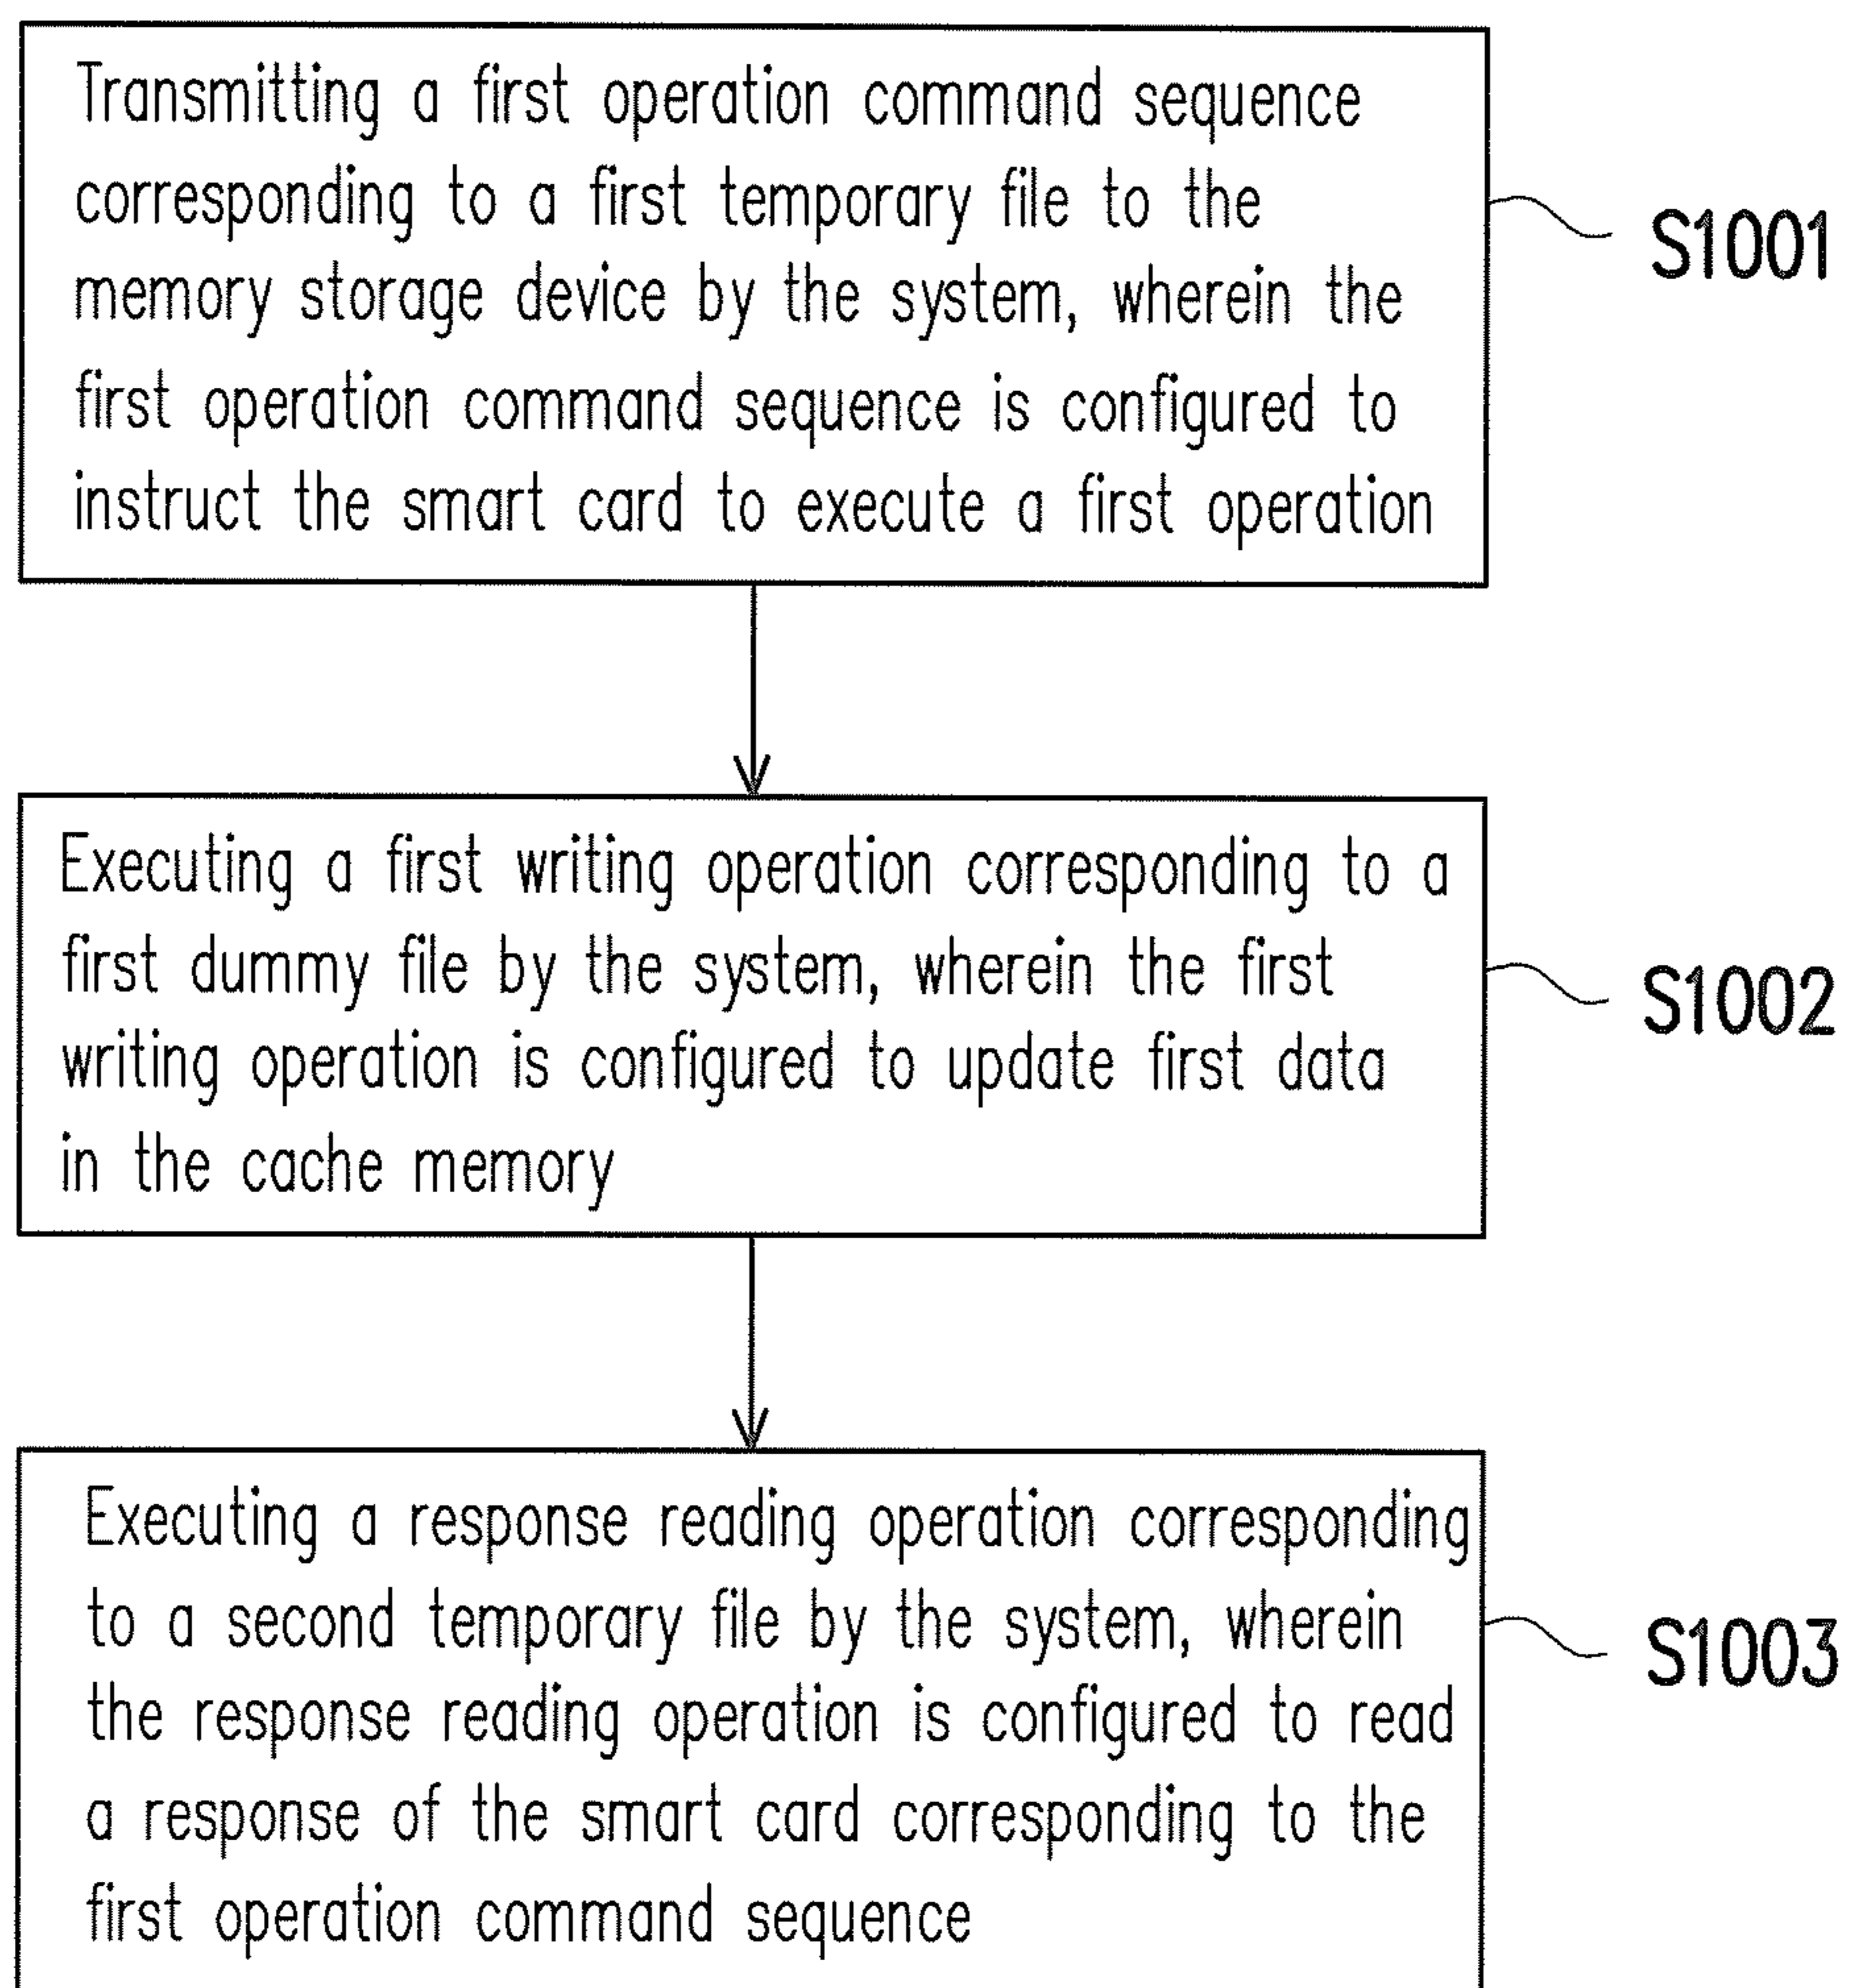 Transmitting a first operation command sequence
corresponding to a first temporary file to the
memory storage device by the system, wherein the
first operation command sequence is configured to
instruct the smart card to execute a first operation
S1001
Executing a first writing operation corresponding to a
first dummy file by the system, wherein the first
writing operation is configured to update first data
in the cache memory
S1002
Executing a response reading operation corresponding
to a second temporary file by the system, wherein
the response reading operation is configured to read
a response of the smart card corresponding to the
first operation command sequence
S1003